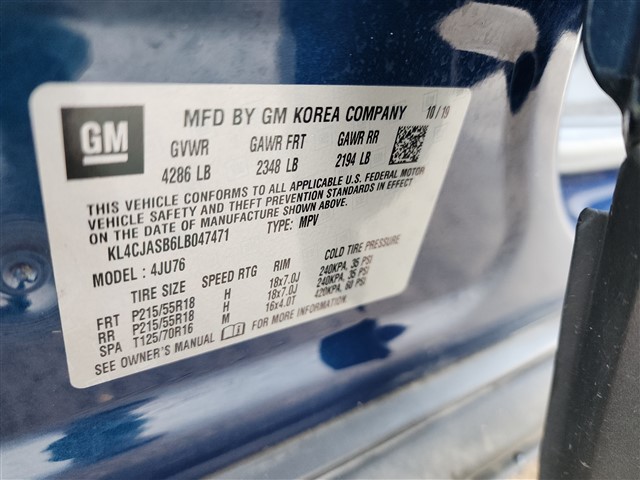 GM
MFD BY GM KOREA COMPANY 10/19
GVWR GAWR FRT GAWR RR
4286 LB 2348 LB 2194 LB
THIS VEHICLE CONFORMS TO ALL APPLICABLE U.S. FEDERAL MOTOR
VEHICLE SAFETY AND THEFT PREVENTION STANDARDS IN EFFECT
ON THE DATE OF MANUFACTURE SHOWN ABOVE.
KL4CJASB6LB047471 TYPE: MPV
MODEL : 4JU76
TIRE SIZE SPEED RTG RIM COLD TIRE PRESSURE
FRT P215/55R18 H 18x7.0J 240KPA, 35 PSI
RR P215/55R18 H 18x7.0J 240KPA, 35 PSI
SPA T125/70R16 M 16x4.0T 420KPA, 60 PSI
SEE OWNER'S MANUAL FOR MORE INFORMATION